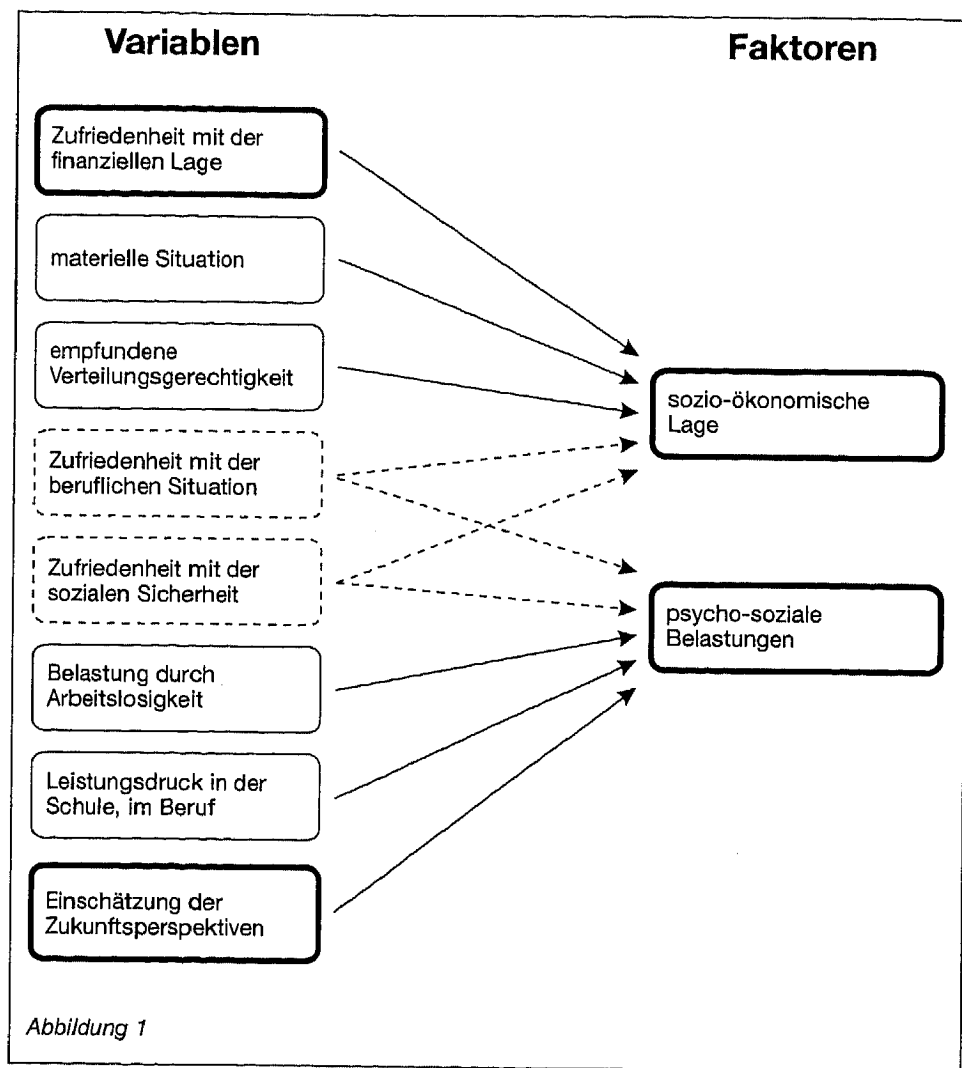 Variablen
Faktoren
Zufriedenheit mit der
finanziellen Lage
materielle Situation
empfundene
Verteilungsgerechtigkeit
Zufriedenheit mit der
beruflichen Situation
Zufriedenheit mit der
sozialen Sicherheit
Belastung durch
Arbeitslosigkeit
Leistungsdruck in der
Schule, im Beruf
Einschätzung der
Zukunftsperspektiven
sozio-ökonomische
Lage
psycho-soziale
Belastungen
Abbildung 1